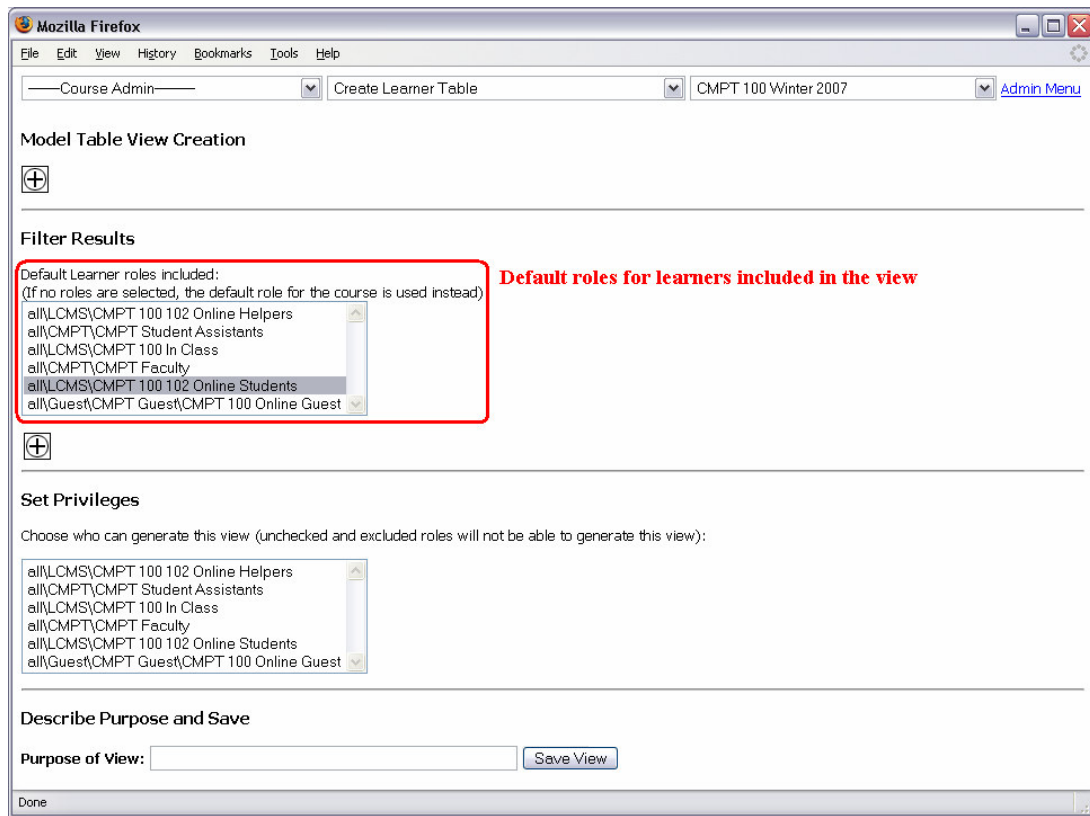 Mozilla Firefox
File Edit View History Bookmarks Tools Help
——Course Admin—— Create Learner Table CMPT 100 Winter 2007 Admin Menu
Model Table View Creation
Filter Results
Default Learner roles included:
(If no roles are selected, the default role for the course is used instead)
Default roles for learners included in the view
all\LCMS\CMPT 100 102 Online Helpers
all\CMPT\CMPT Student Assistants
all\LCMS\CMPT 100 In Class
all\CMPT\CMPT Faculty
all\LCMS\CMPT 100 102 Online Students
all\Guest\CMPT Guest\CMPT 100 Online Guest
Set Privileges
Choose who can generate this view (unchecked and excluded roles will not be able to generate this view):
all\LCMS\CMPT 100 102 Online Helpers
all\CMPT\CMPT Student Assistants
all\LCMS\CMPT 100 In Class
all\CMPT\CMPT Faculty
all\LCMS\CMPT 100 102 Online Students
all\Guest\CMPT Guest\CMPT 100 Online Guest
Describe Purpose and Save
Purpose of View: Save View
Done